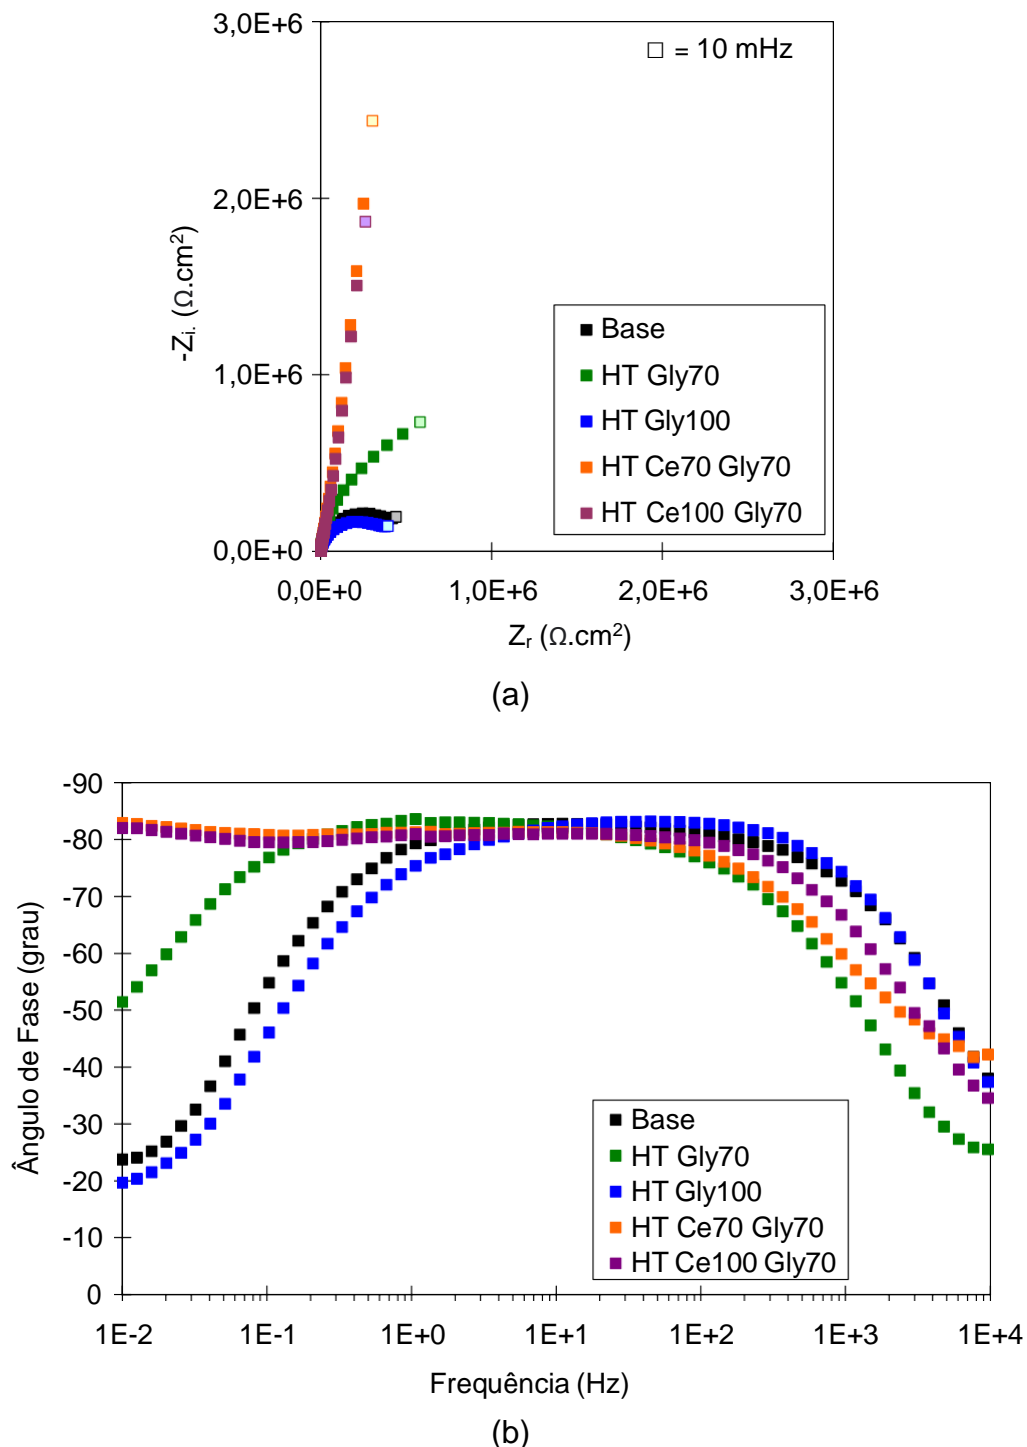 3,0E+6
□ = 10 mHz
2,0E+6
-Zi. (Ω.cm²)
Base
HT Gly70
1,0E+6
HT Gly100
HT Ce70 Gly70
HT Ce100 Gly70
0,0E+0
0,0E+0 1,0E+6 2,0E+6 3,0E+6
Zr (Ω.cm²)
(a)
-90
-80
-70
-60
-50
-40
-30
-20
-10
0
Ângulo de Fase (grau)
Base
HT Gly70
HT Gly100
HT Ce70 Gly70
HT Ce100 Gly70
1E-2 1E-1 1E+0 1E+1 1E+2 1E+3 1E+4
Frequência (Hz)
(b)